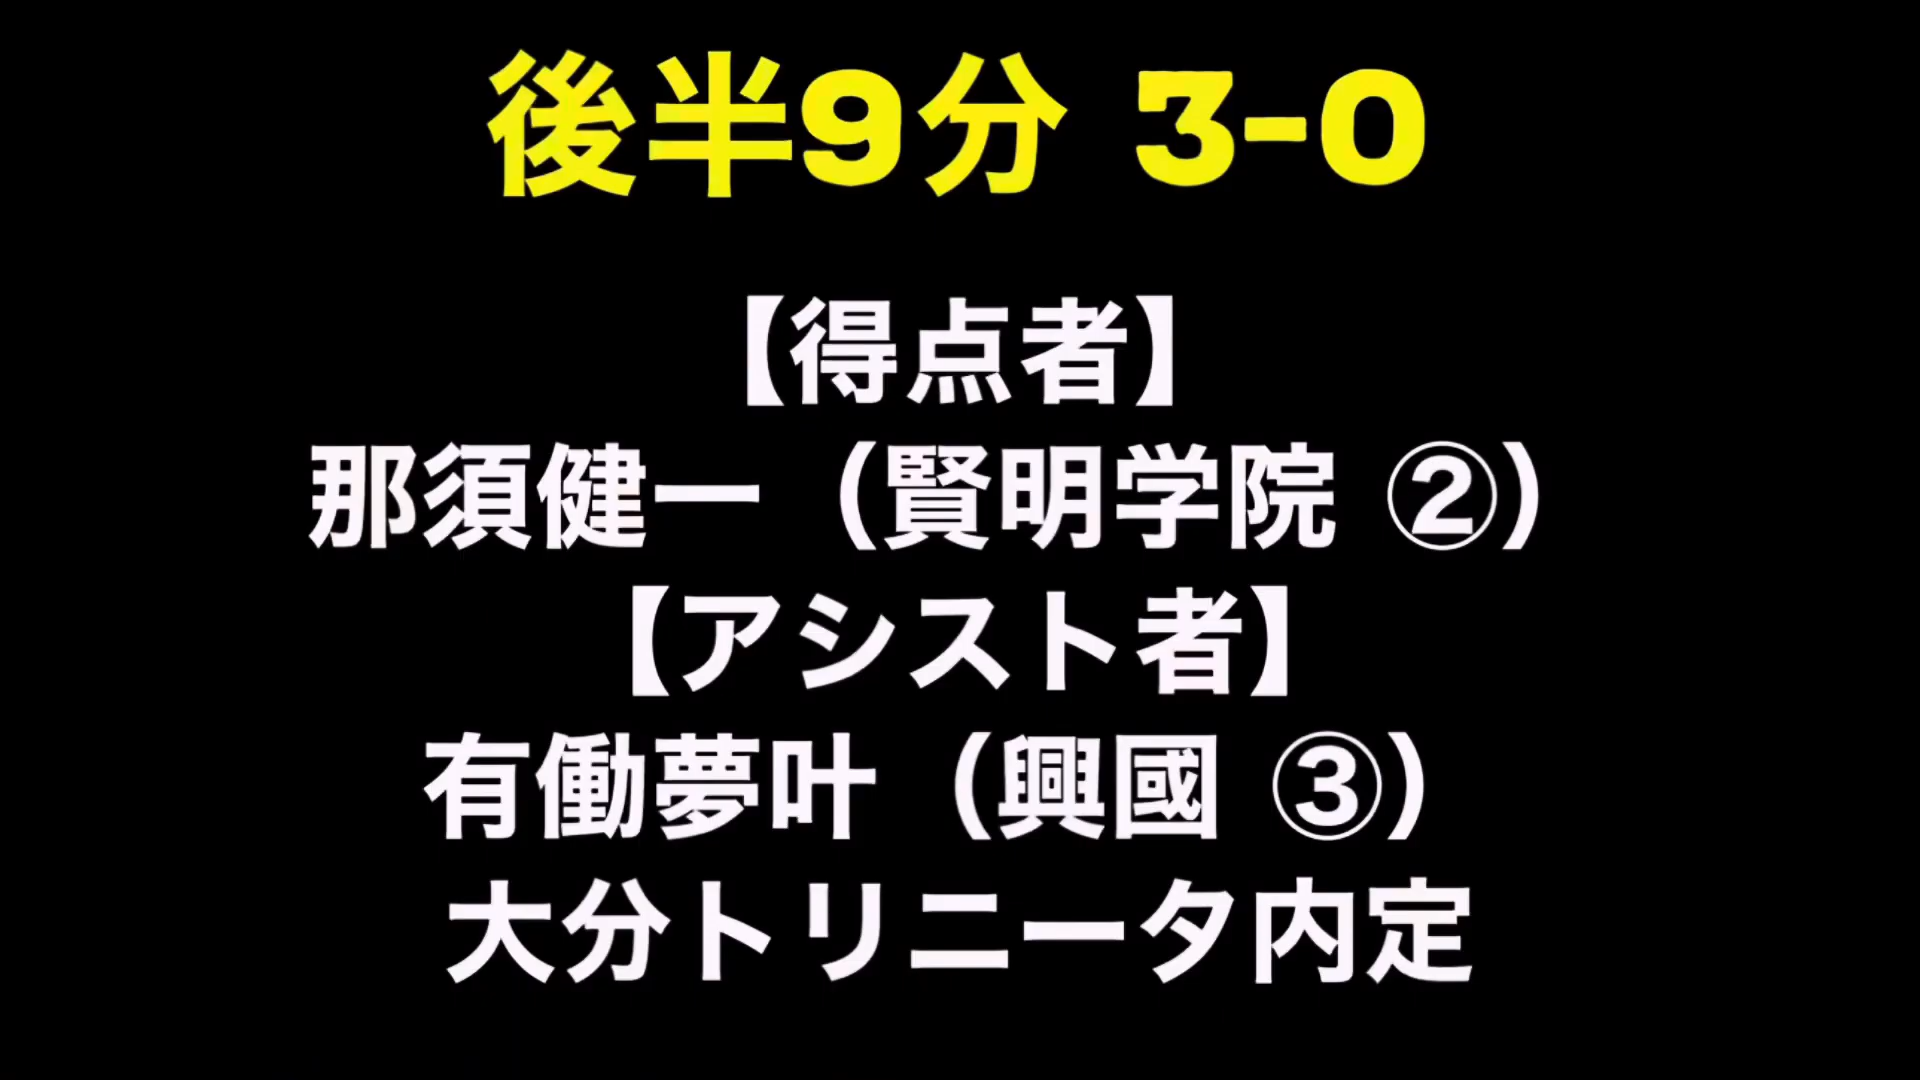 後半9分 3-0
【得点者】
那須健一（賢明学院 ②）
【アシスト者】
有働夢叶（興國 ③）
大分トリニータ内定